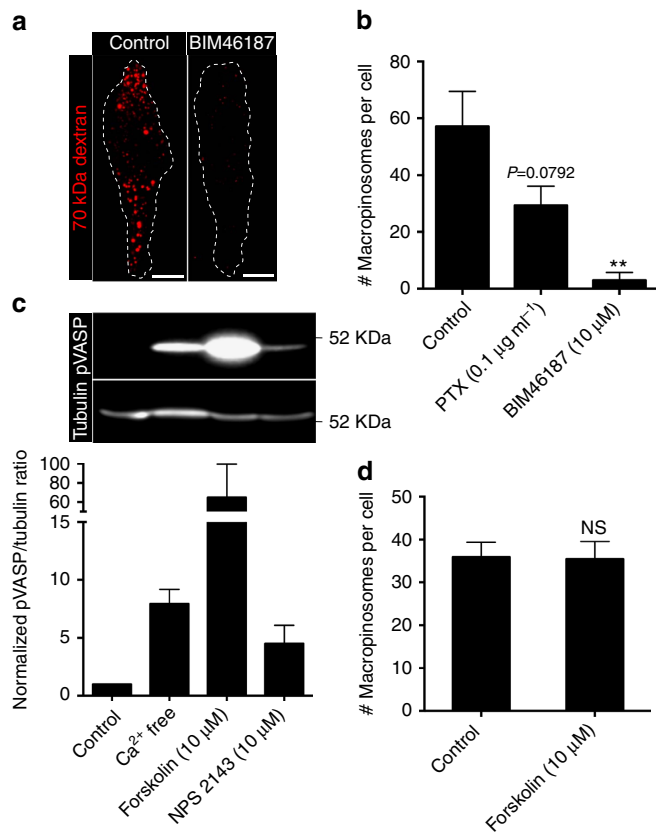 a
Control BIM46187
70 kDa dextran
b
# Macropinosomes per cell
80
60
40
20
0
P=0.0792
**
Control
PTX (0.1 µg ml⁻¹)
BIM46187 (10 µM)
c
Tubulin pVASP
52 KDa
52 KDa
Normalized pVASP/tubulin ratio
100
80
60
15
10
5
0
Control
Ca²⁺ free
Forskolin (10 µM)
NPS 2143 (10 µM)
d
# Macropinosomes per cell
50
40
30
20
10
0
NS
Control
Forskolin (10 µM)